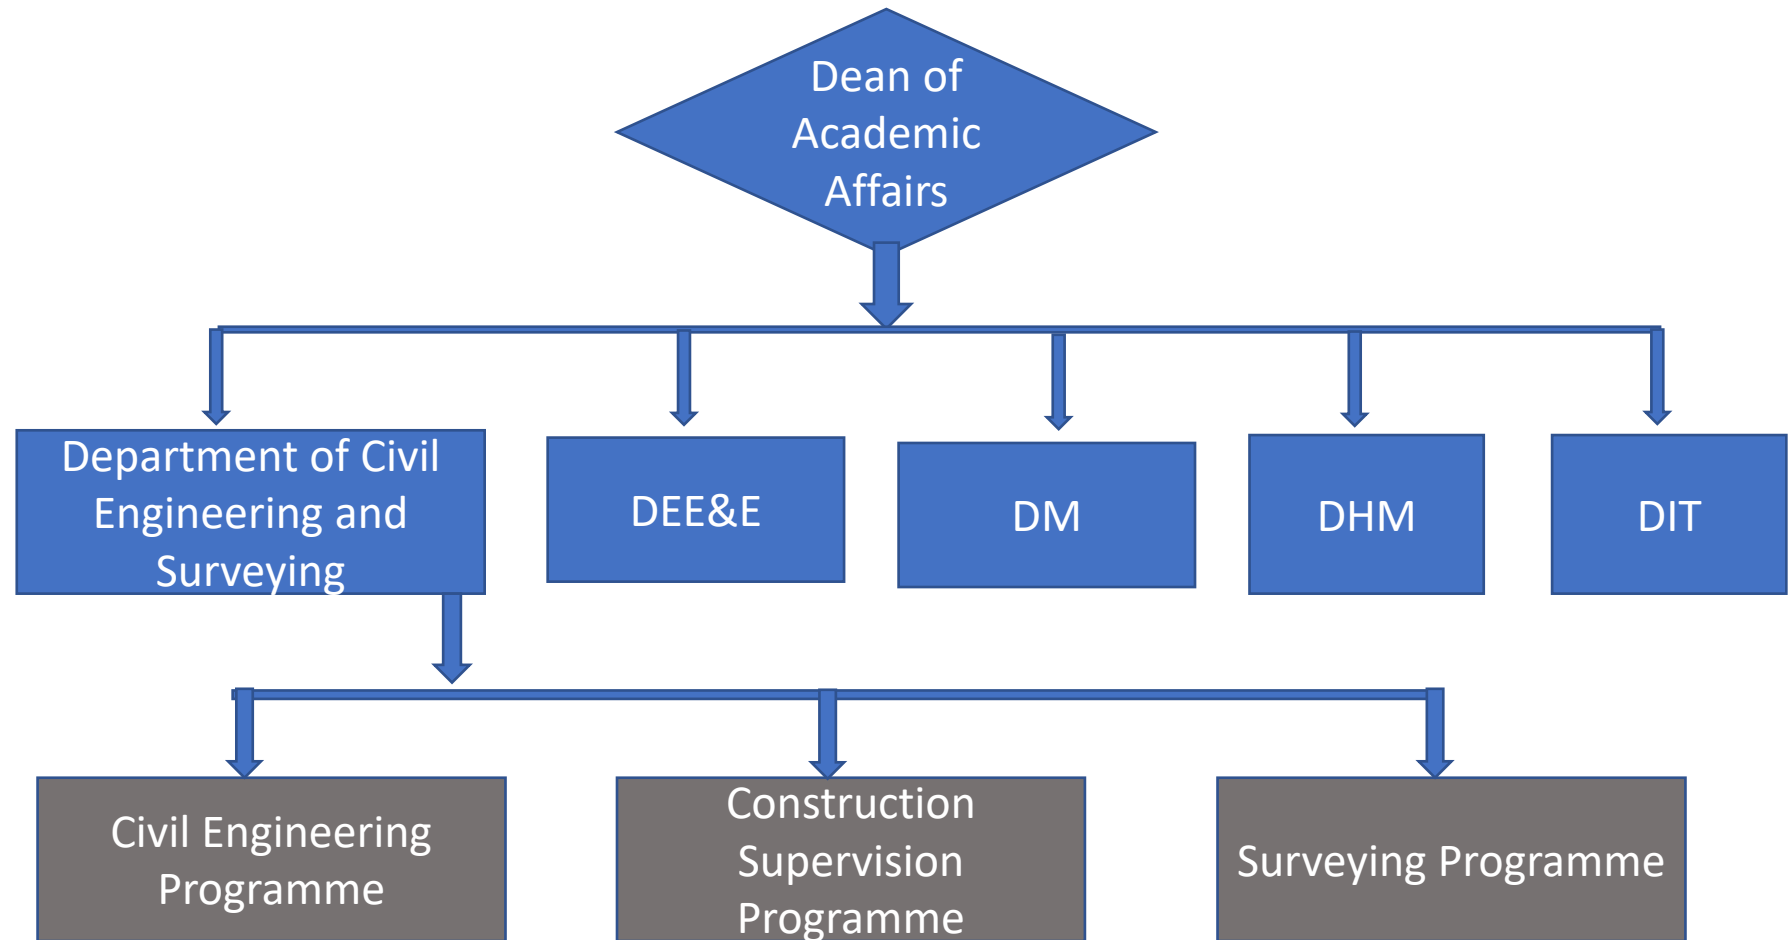 Dean of
Academic
Affairs
Department of Civil
Engineering and
Surveying
DEE&E
DM
DHM
DIT
Civil Engineering
Programme
Construction
Supervision
Programme
Surveying Programme